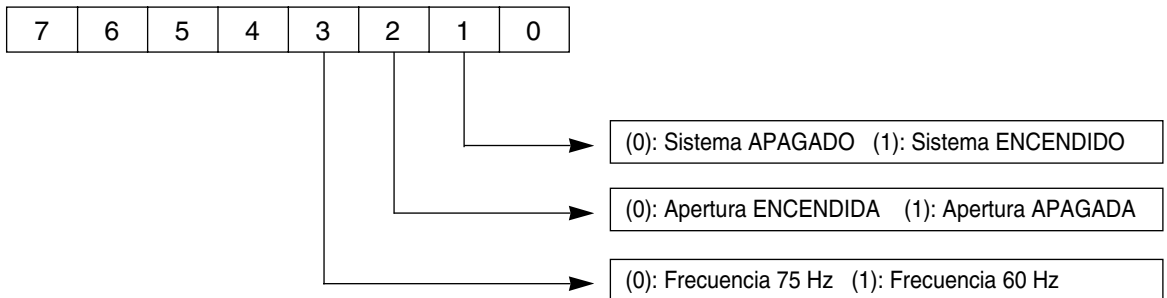 7 6 5 4 3 2 1 0
(0): Sistema APAGADO (1): Sistema ENCENDIDO
(0): Apertura ENCENDIDA (1): Apertura APAGADA
(0): Frecuencia 75 Hz (1): Frecuencia 60 Hz